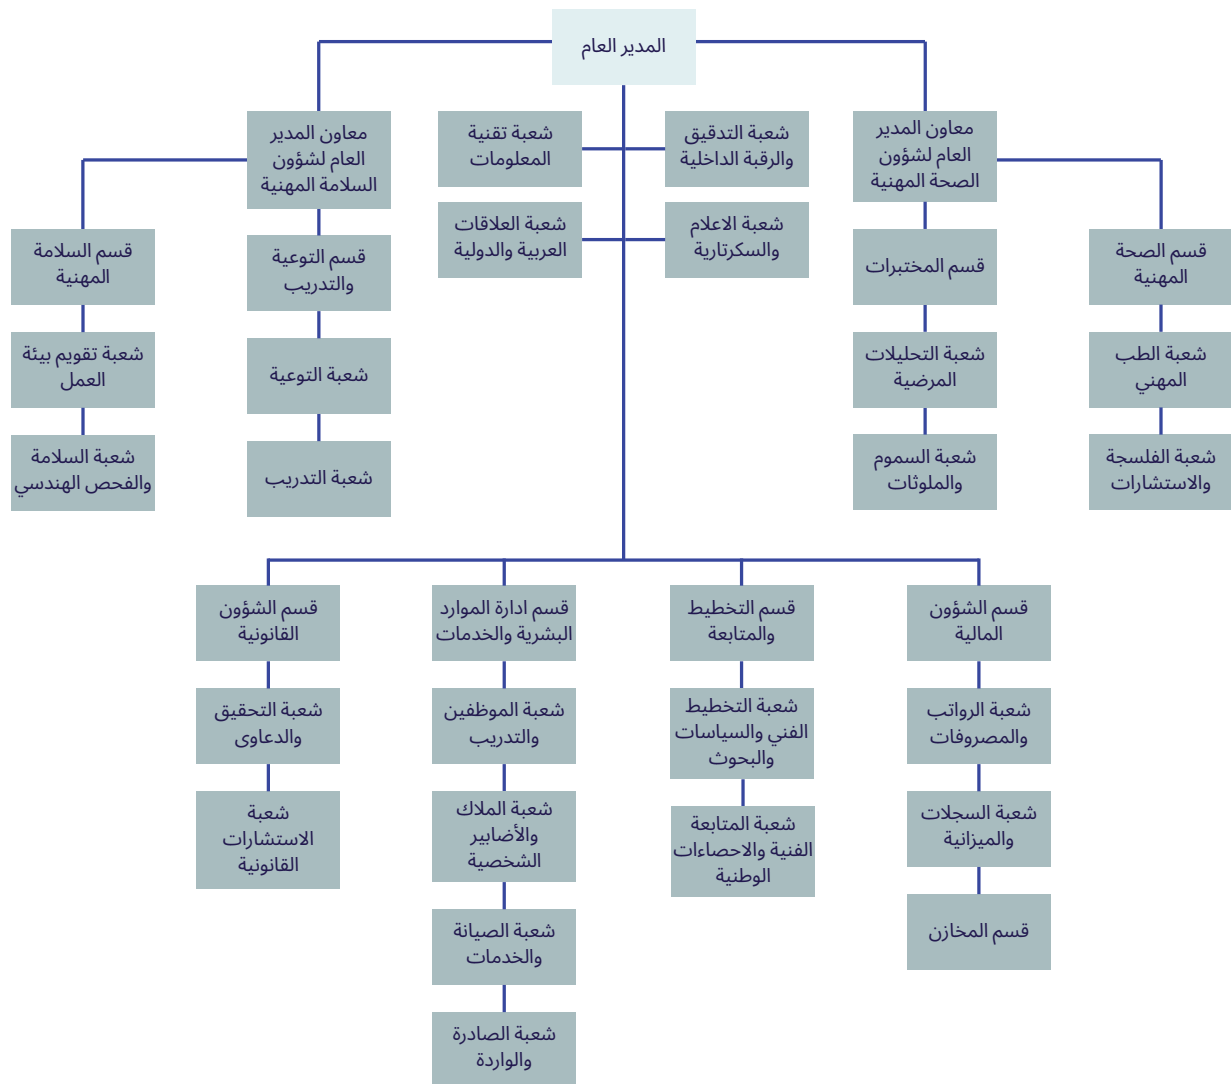 المدير العام
معاون المدير
العام لشؤون
الصحة المهنية
شعبة التدقيق
والرقبة الداخلية
شعبة تقنية
المعلومات
معاون المدير
العام لشؤون
السلامة المهنية
شعبة الاعلام
والسكرتارية
شعبة العلاقات
العربية والدولية
قسم الصحة
المهنية
شعبة الطب
المهني
شعبة الفلسجة
والاستشارات
قسم المختبرات
شعبة التحليلات
المرضية
شعبة السموم
والملوثات
قسم التوعية
والتدريب
شعبة التوعية
شعبة التدريب
قسم السلامة
المهنية
شعبة تقويم بيئة
العمل
شعبة السلامة
والفحص الهندسي
قسم الشؤون
المالية
شعبة الرواتب
والمصروفات
شعبة السجلات
والميزانية
قسم المخازن
قسم التخطيط
والمتابعة
شعبة التخطيط
الفني والسياسات
والبحوث
شعبة المتابعة
الفنية والاحصاءات
الوطنية
قسم ادارة الموارد
البشرية والخدمات
شعبة الموظفين
والتدريب
شعبة الملاك
والأضابير
الشخصية
شعبة الصيانة
والخدمات
شعبة الصادرة
والواردة
قسم الشؤون
القانونية
شعبة التحقيق
والدعاوى
شعبة
الاستشارات
القانونية